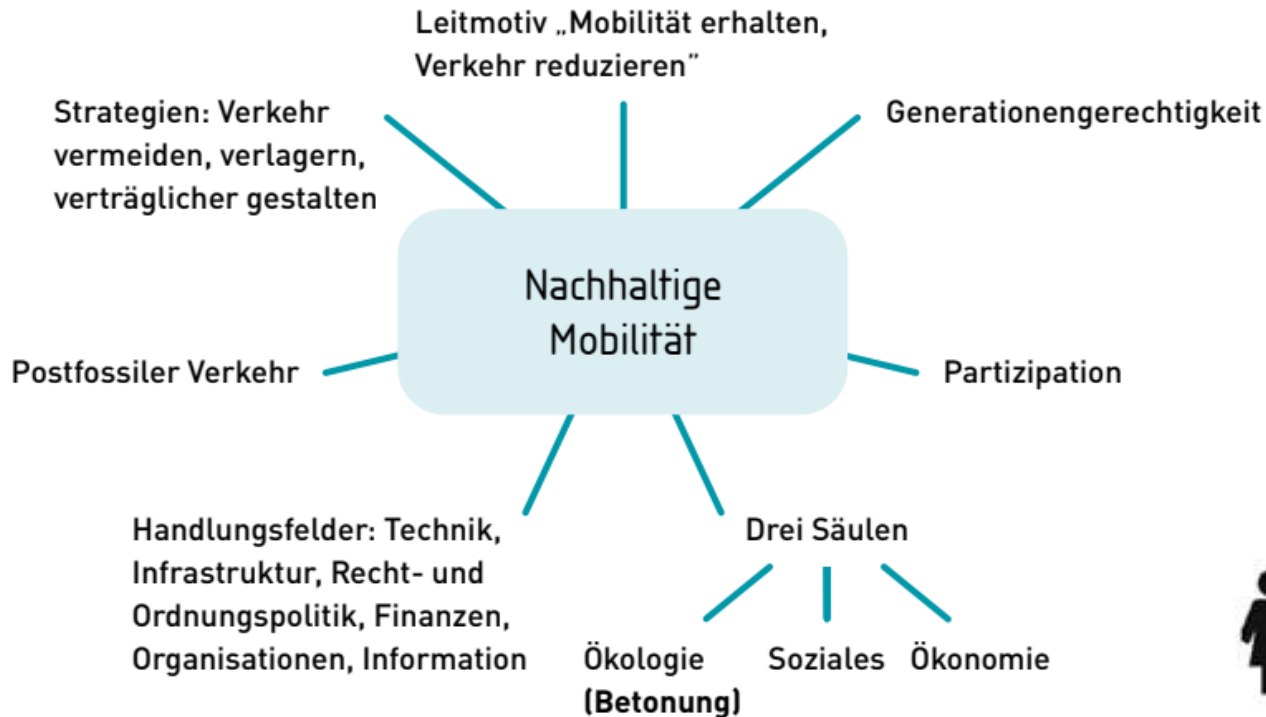 Leitmotiv „Mobilität erhalten,
Verkehr reduzieren”
Strategien: Verkehr
vermeiden, verlagern,
verträglicher gestalten
Generationengerechtigkeit
Nachhaltige
Mobilität
Postfossiler Verkehr
Partizipation
Handlungsfelder: Technik,
Infrastruktur, Recht- und
Ordnungspolitik, Finanzen,
Organisationen, Information
Drei Säulen
Ökologie
(Betonung)
Soziales
Ökonomie